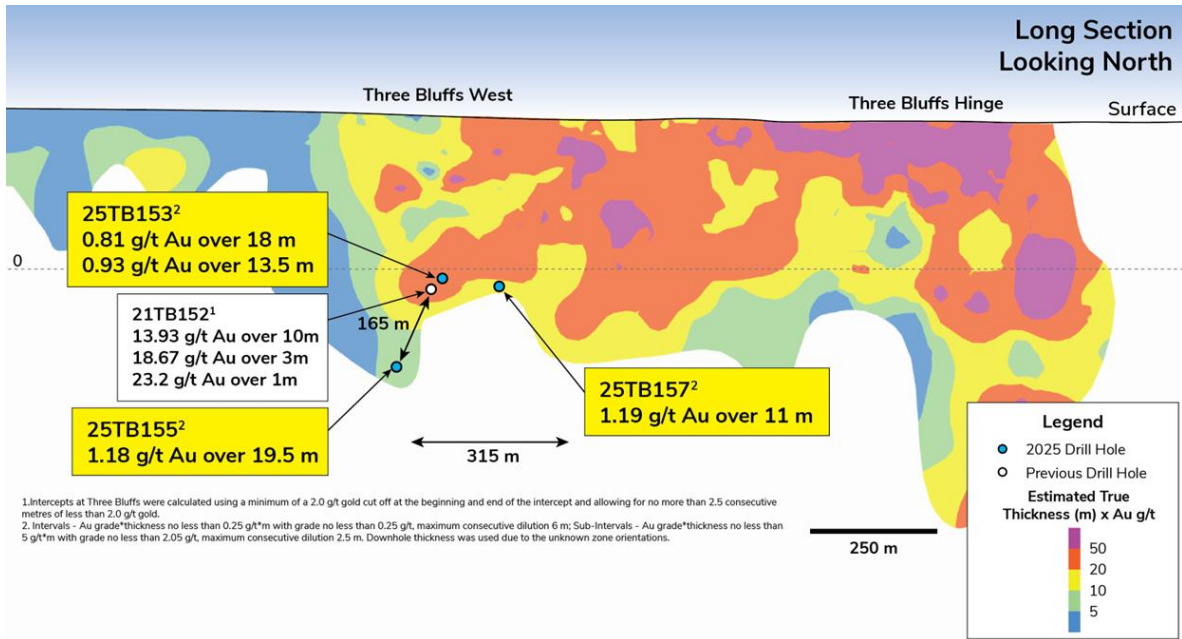 Long Section
Looking North
Three Bluffs West
Three Bluffs Hinge
Surface
25TB153²
0.81 g/t Au over 18 m
0.93 g/t Au over 13.5 m
0
21TB152¹
13.93 g/t Au over 10m
18.67 g/t Au over 3m
23.2 g/t Au over 1m
165 m
25TB155²
1.18 g/t Au over 19.5 m
25TB157²
1.19 g/t Au over 11 m
315 m
250 m
Legend
2025 Drill Hole
Previous Drill Hole
Estimated True
Thickness (m) x Au g/t
50
20
10
5
1.Intercepts at Three Bluffs were calculated using a minimum of a 2.0 g/t gold cut off at the beginning and end of the intercept and allowing for no more than 2.5 consecutive
metres of less than 2.0 g/t gold.
2. Intervals - Au grade*thickness no less than 0.25 g/t*m with grade no less than 0.25 g/t, maximum consecutive dilution 6 m; Sub-Intervals - Au grade*thickness no less than
5 g/t*m with grade no less than 2.05 g/t, maximum consecutive dilution 2.5 m. Downhole thickness was used due to the unknown zone orientations.